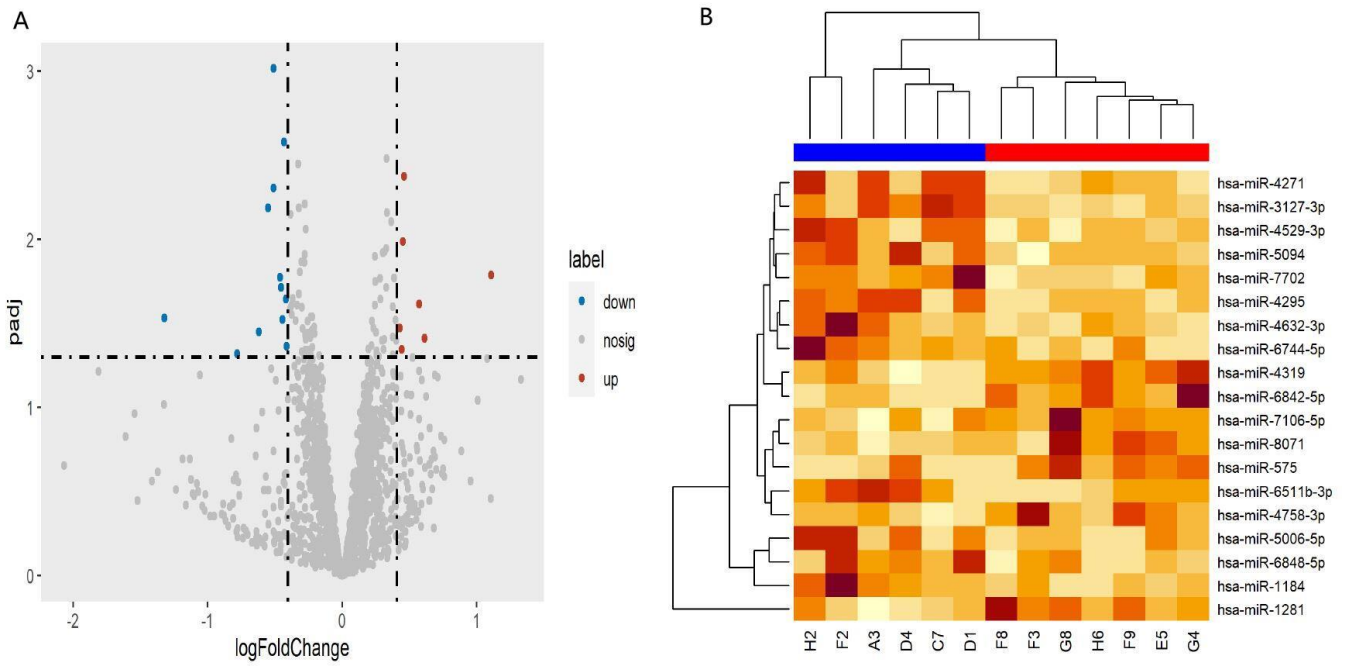 A
3
2
1
0
padj
-2
-1
0
1
logFoldChange
label
down
nosig
up
B
hsa-miR-4271
hsa-miR-3127-3p
hsa-miR-4529-3p
hsa-miR-5094
hsa-miR-7702
hsa-miR-4295
hsa-miR-4632-3p
hsa-miR-6744-5p
hsa-miR-4319
hsa-miR-6842-5p
hsa-miR-7106-5p
hsa-miR-8071
hsa-miR-575
hsa-miR-6511b-3p
hsa-miR-4758-3p
hsa-miR-5006-5p
hsa-miR-6848-5p
hsa-miR-1184
hsa-miR-1281
H2
F2
A3
D4
C7
D1
F8
F3
G8
H6
F9
E5
G4